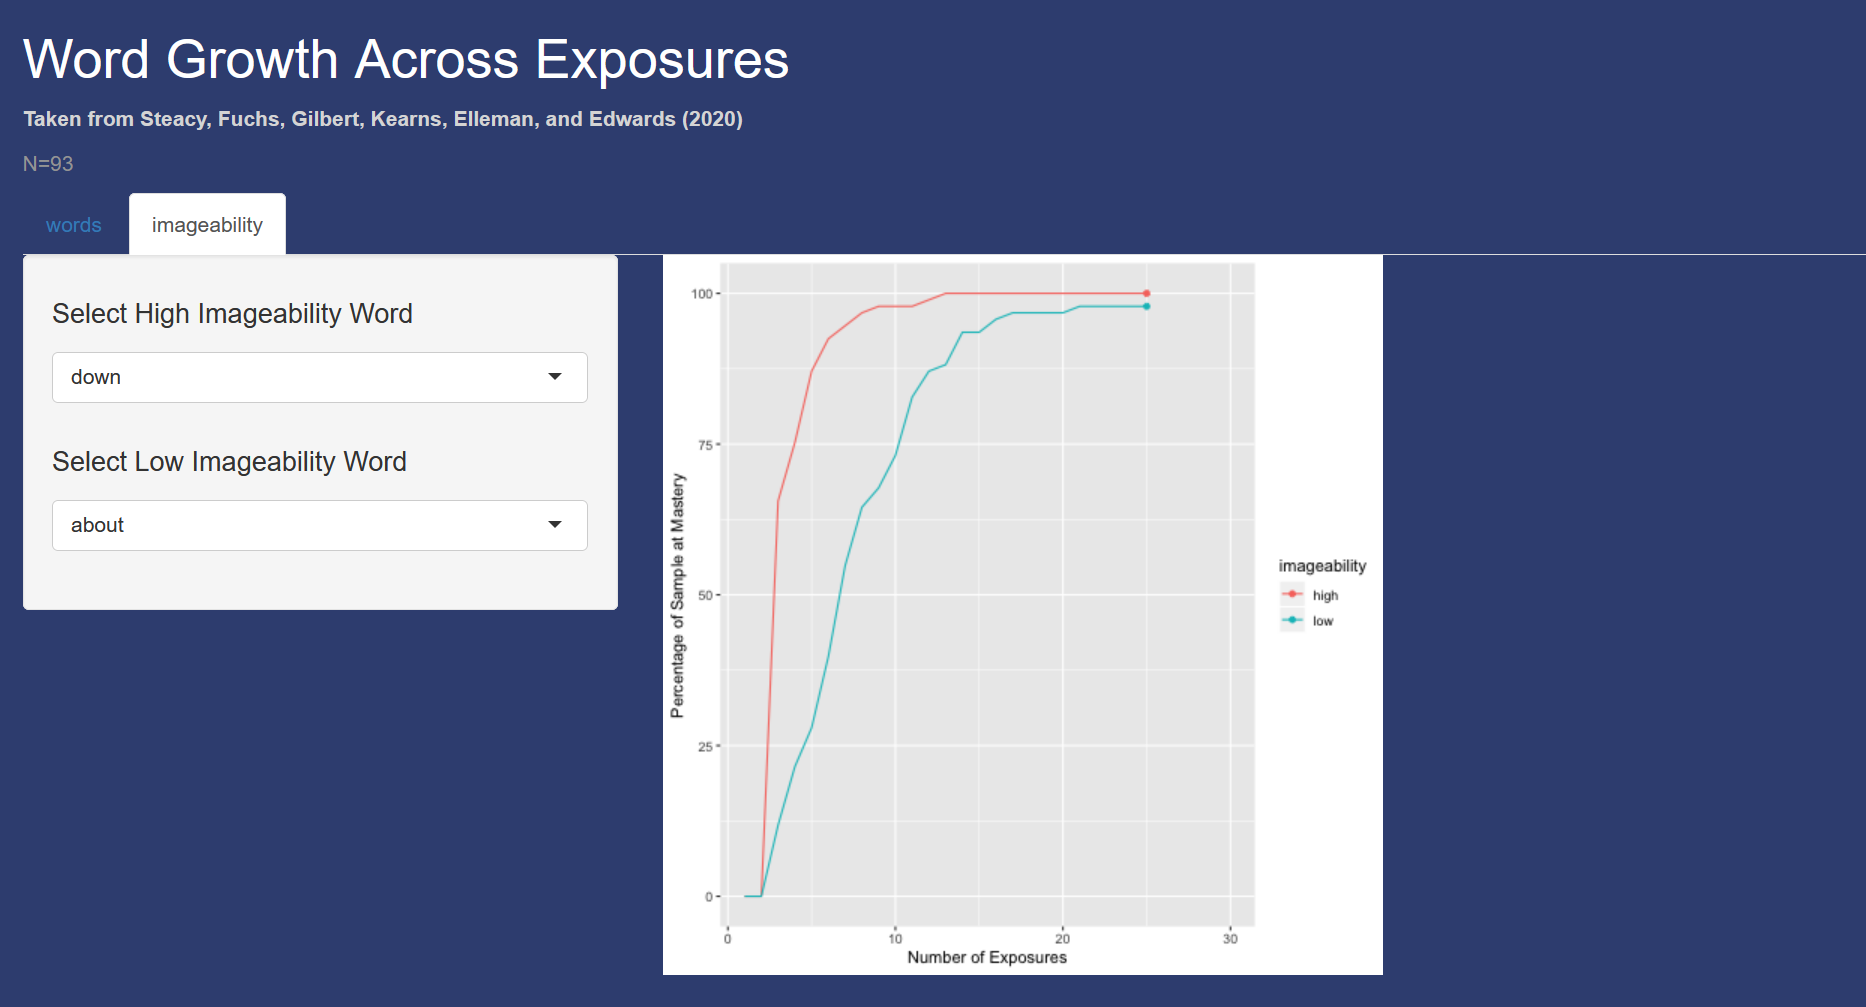 Word Growth Across Exposures
Taken from Steacy, Fuchs, Gilbert, Kearns, Elleman, and Edwards (2020)
N=93
words
imageability
Select High Imageability Word
down
Select Low Imageability Word
about
100
75
50
25
0
Percentage of Sample at Mastery
0
10
20
30
Number of Exposures
imageability
high
low